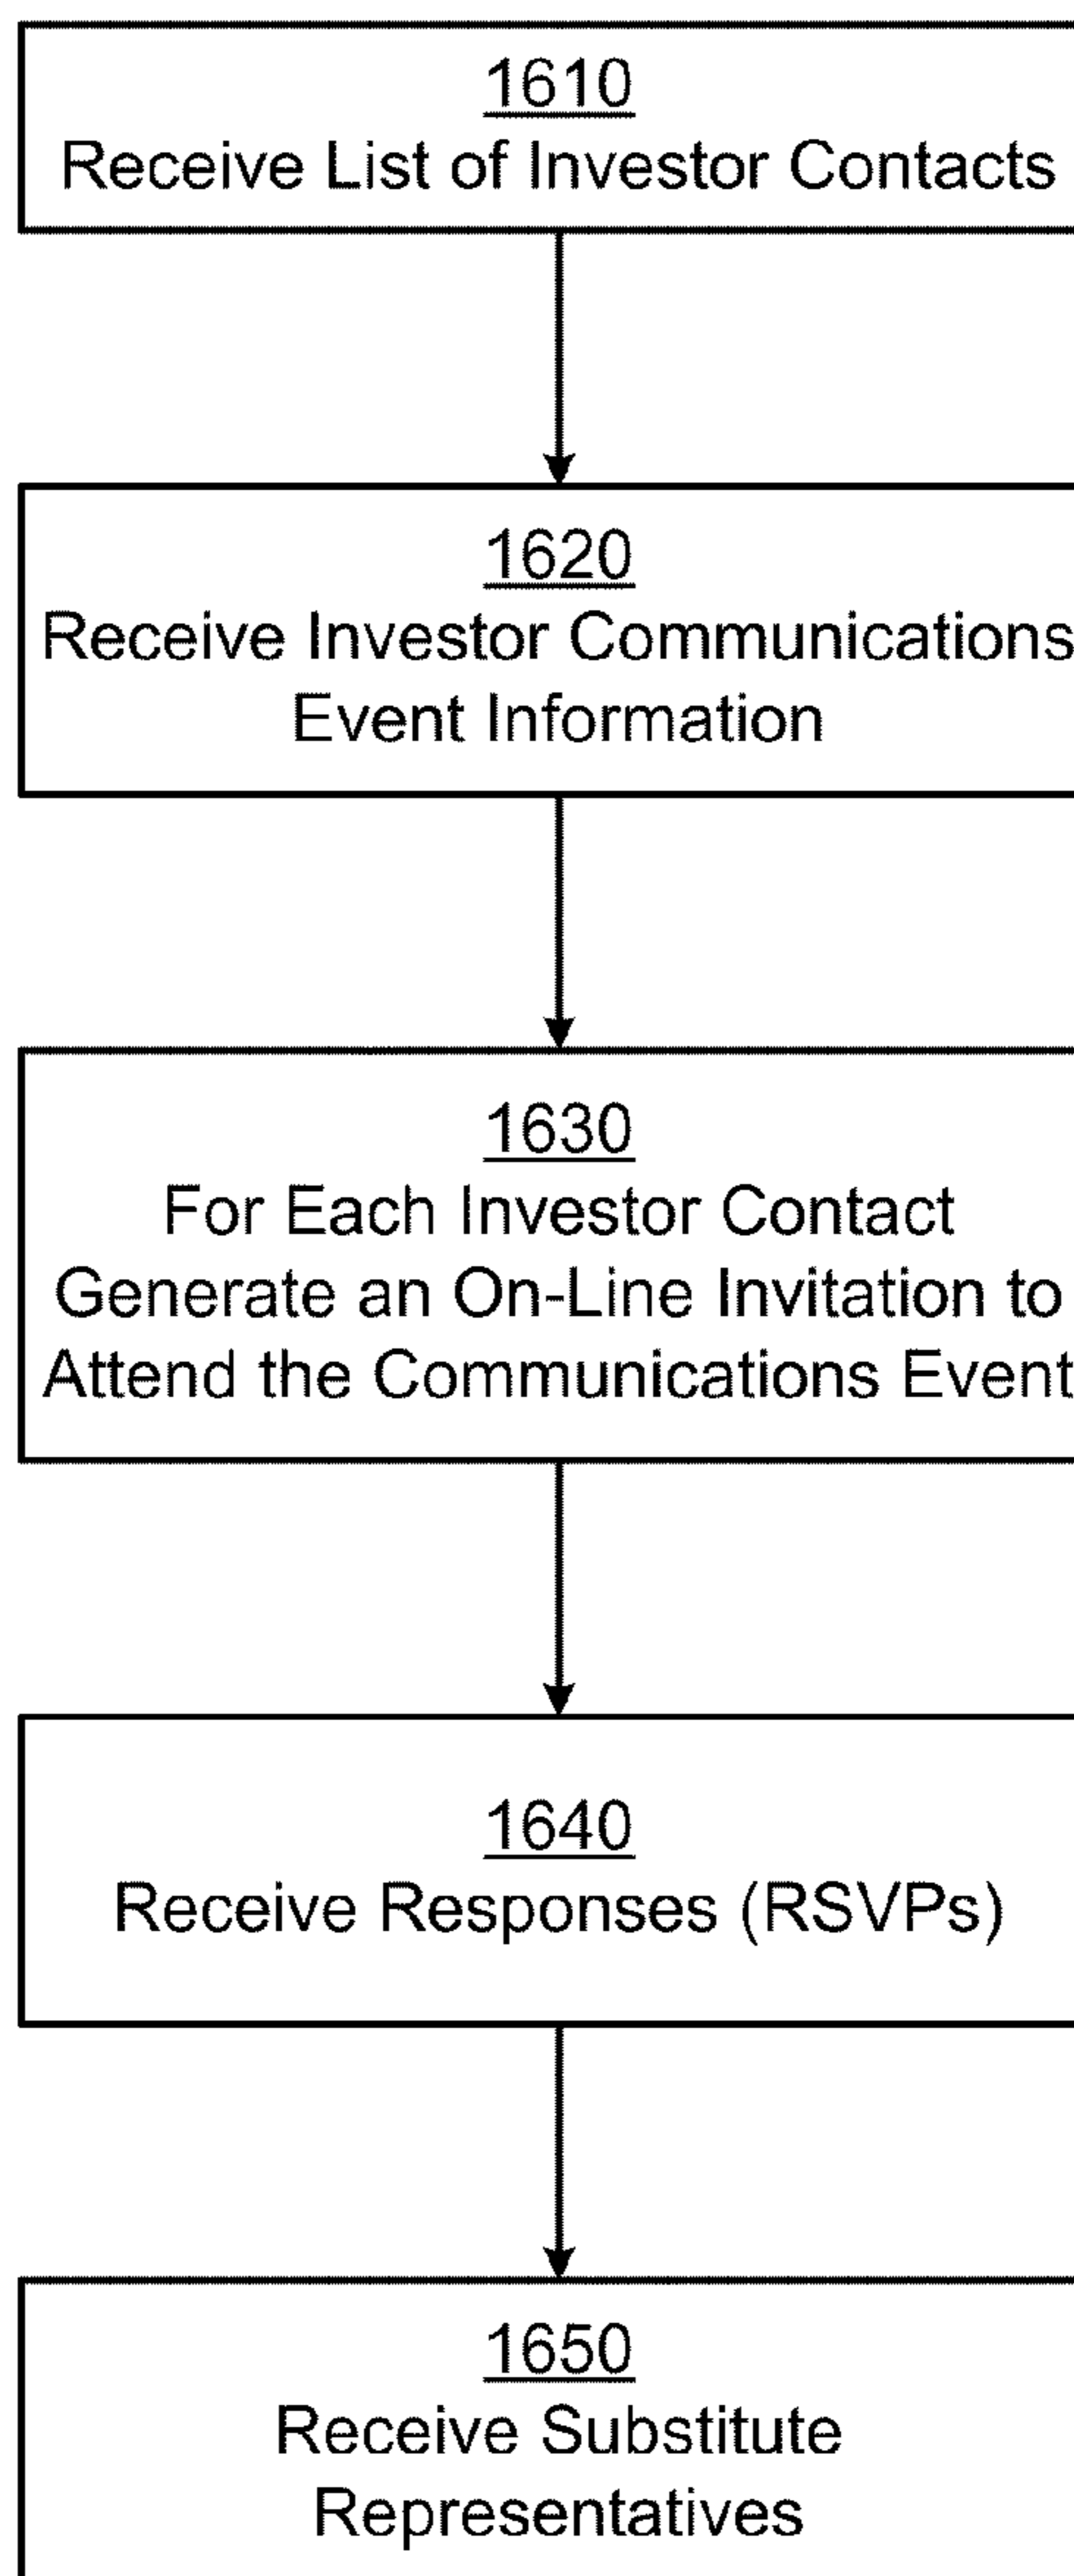 1610
Receive List of Investor Contacts
1620
Receive Investor Communications
Event Information
1630
For Each Investor Contact
Generate an On-Line Invitation to
Attend the Communications Event
1640
Receive Responses (RSVPs)
1650
Receive Substitute
Representatives